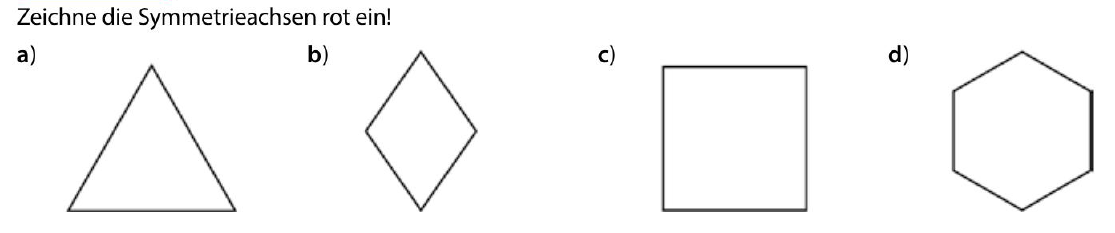 Zeichne die Symmetrieachsen rot ein!
a) b) c) d)